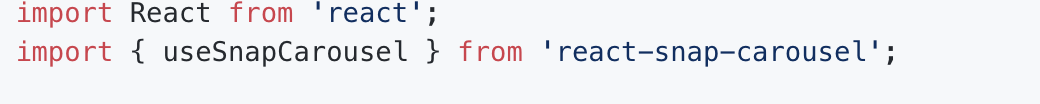 import React from 'react';
import { useSnapCarousel } from 'react-snap-carousel';